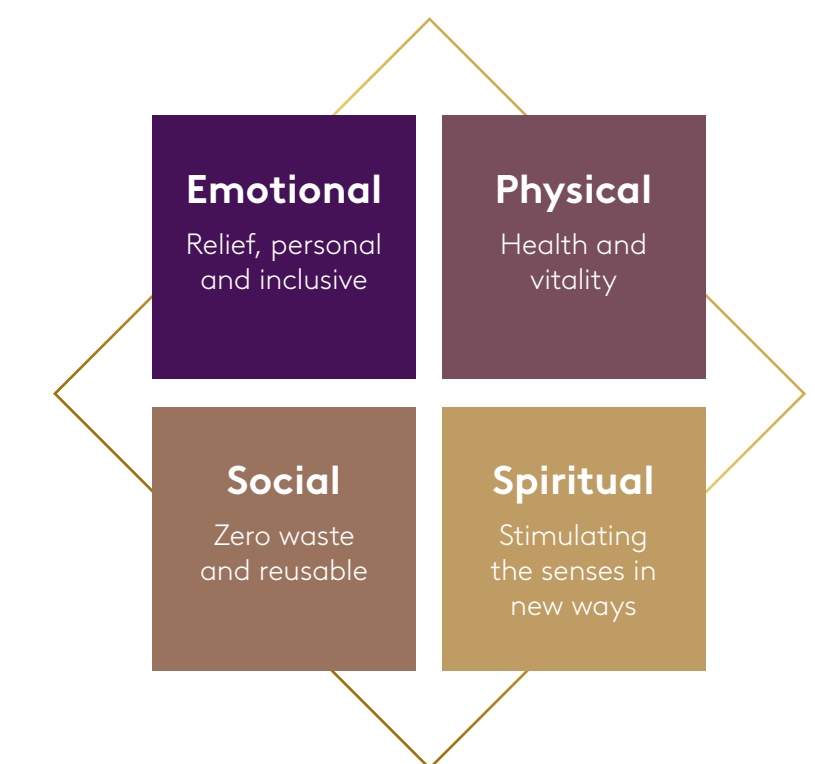 Emotional
Relief, personal
and inclusive
Physical
Health and
vitality
Social
Zero waste
and reusable
Spiritual
Stimulating
the senses in
new ways